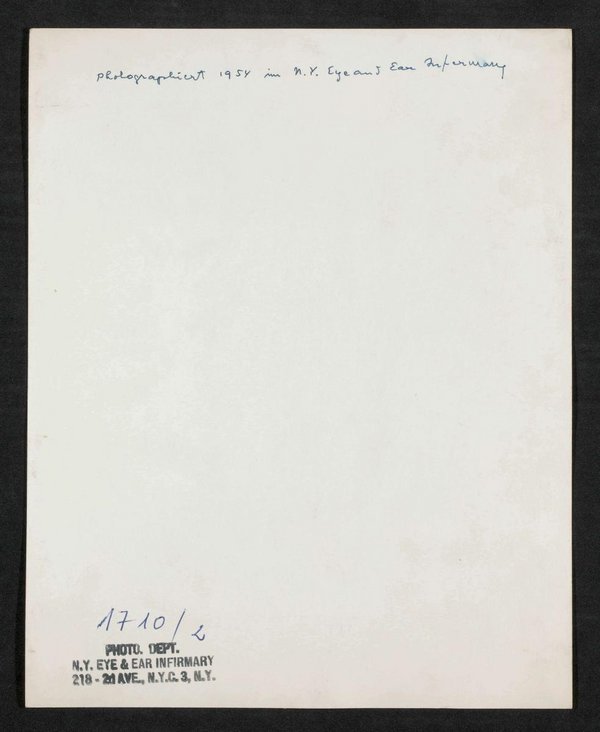 photographiert 1954 im N.Y. Eye and Ear Infirmary
1710/2
PHOTO. DEPT.
N.Y. EYE & EAR INFIRMARY
218 - 2d AVE., N.Y.C. 3, N.Y.